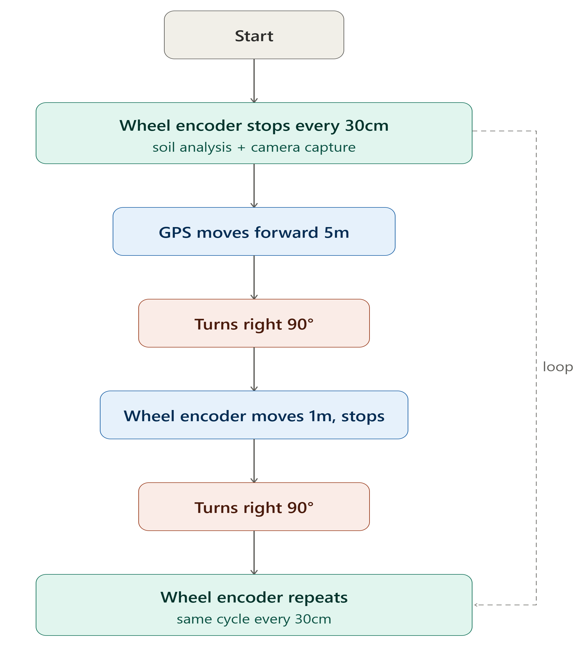 Start
Wheel encoder stops every 30cm
soil analysis + camera capture
GPS moves forward 5m
Turns right 90°
loop
Wheel encoder moves 1m, stops
Turns right 90°
Wheel encoder repeats
same cycle every 30cm